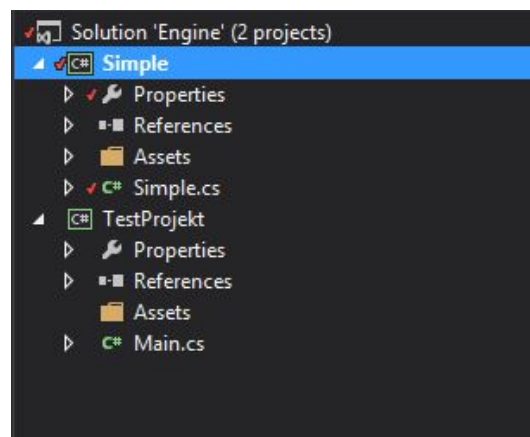 Solution 'Engine' (2 projects)
C# Simple
Properties
References
Assets
C# Simple.cs
C# TestProjekt
Properties
References
Assets
C# Main.cs